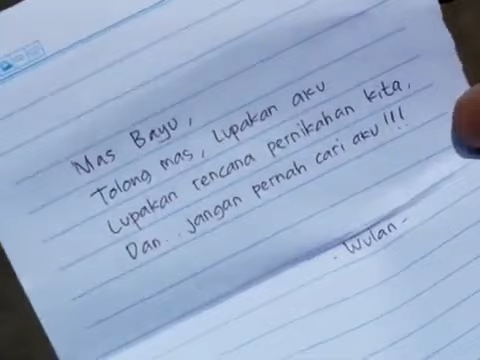 Mas Bayu,
Tolong mas, lupakan aku
Lupakan rencana pernikahan kita,
Dan.. jangan pernah cari aku!!!
- Wulan -